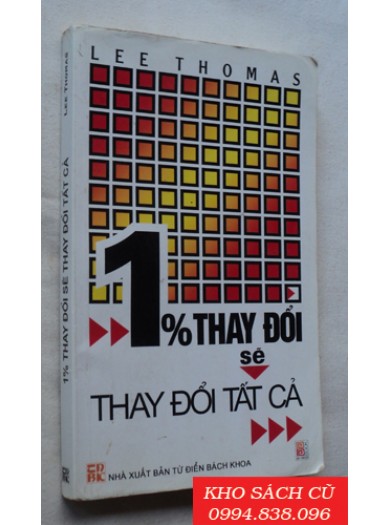 LEE THOMAS
LEE THOMAS
1% THAY ĐỔI SẼ THAY ĐỔI TẤT CẢ
1% THAY ĐỔI
sẽ
THAY ĐỔI TẤT CẢ
NHÀ XUẤT BẢN TỪ ĐIỂN BÁCH KHOA
KHO SÁCH CŨ
0994.838.096